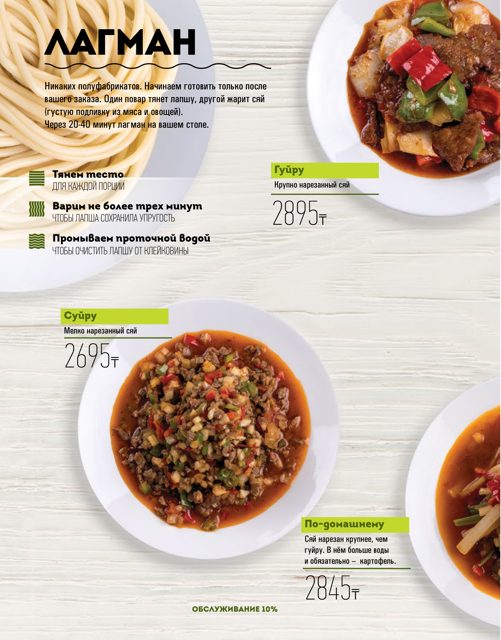 ЛАГМАН
Никаких полуфабрикатов. Начинаем готовить только после
вашего заказа. Один повар тянет лапшу, другой жарит сяй
(густую подливку из мяса и овощей).
Через 20-40 минут лагман на вашем столе.
Тянем тесто
ДЛЯ КАЖДОЙ ПОРЦИИ
Варим не более трех минут
ЧТОБЫ ЛАПША СОХРАНИЛА УПРУГОСТЬ
Промываем проточной водой
ЧТОБЫ ОЧИСТИТЬ ЛАПШУ ОТ КЛЕЙКОВИНЫ
Гуйру
Крупно нарезанный сяй
2895₸
Суйру
Мелко нарезанный сяй
2695₸
По-домашнему
Сяй нарезан крупнее, чем
гуйру. В нём больше воды
и обязательно – картофель.
2845₸
ОБСЛУЖИВАНИЕ 10%